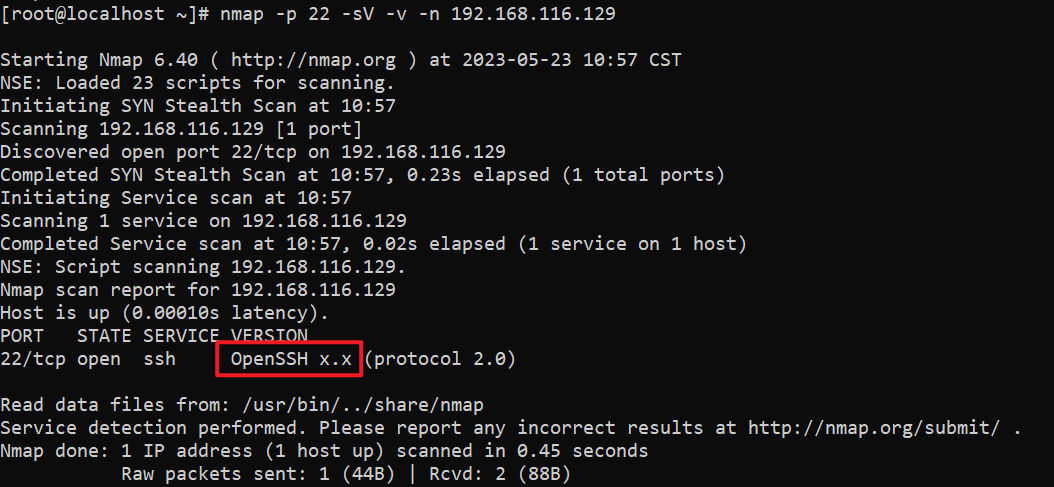 [root@localhost ~]# nmap -p 22 -sV -v -n 192.168.116.129

Starting Nmap 6.40 ( http://nmap.org ) at 2023-05-23 10:57 CST
NSE: Loaded 23 scripts for scanning.
Initiating SYN Stealth Scan at 10:57
Scanning 192.168.116.129 [1 port]
Discovered open port 22/tcp on 192.168.116.129
Completed SYN Stealth Scan at 10:57, 0.23s elapsed (1 total ports)
Initiating Service scan at 10:57
Scanning 1 service on 192.168.116.129
Completed Service scan at 10:57, 0.02s elapsed (1 service on 1 host)
NSE: Script scanning 192.168.116.129.
Nmap scan report for 192.168.116.129
Host is up (0.00010s latency).
PORT   STATE SERVICE VERSION
22/tcp open  ssh     OpenSSH x.x (protocol 2.0)

Read data files from: /usr/bin/../share/nmap
Service detection performed. Please report any incorrect results at http://nmap.org/submit/ .
Nmap done: 1 IP address (1 host up) scanned in 0.45 seconds
           Raw packets sent: 1 (44B) | Rcvd: 2 (88B)